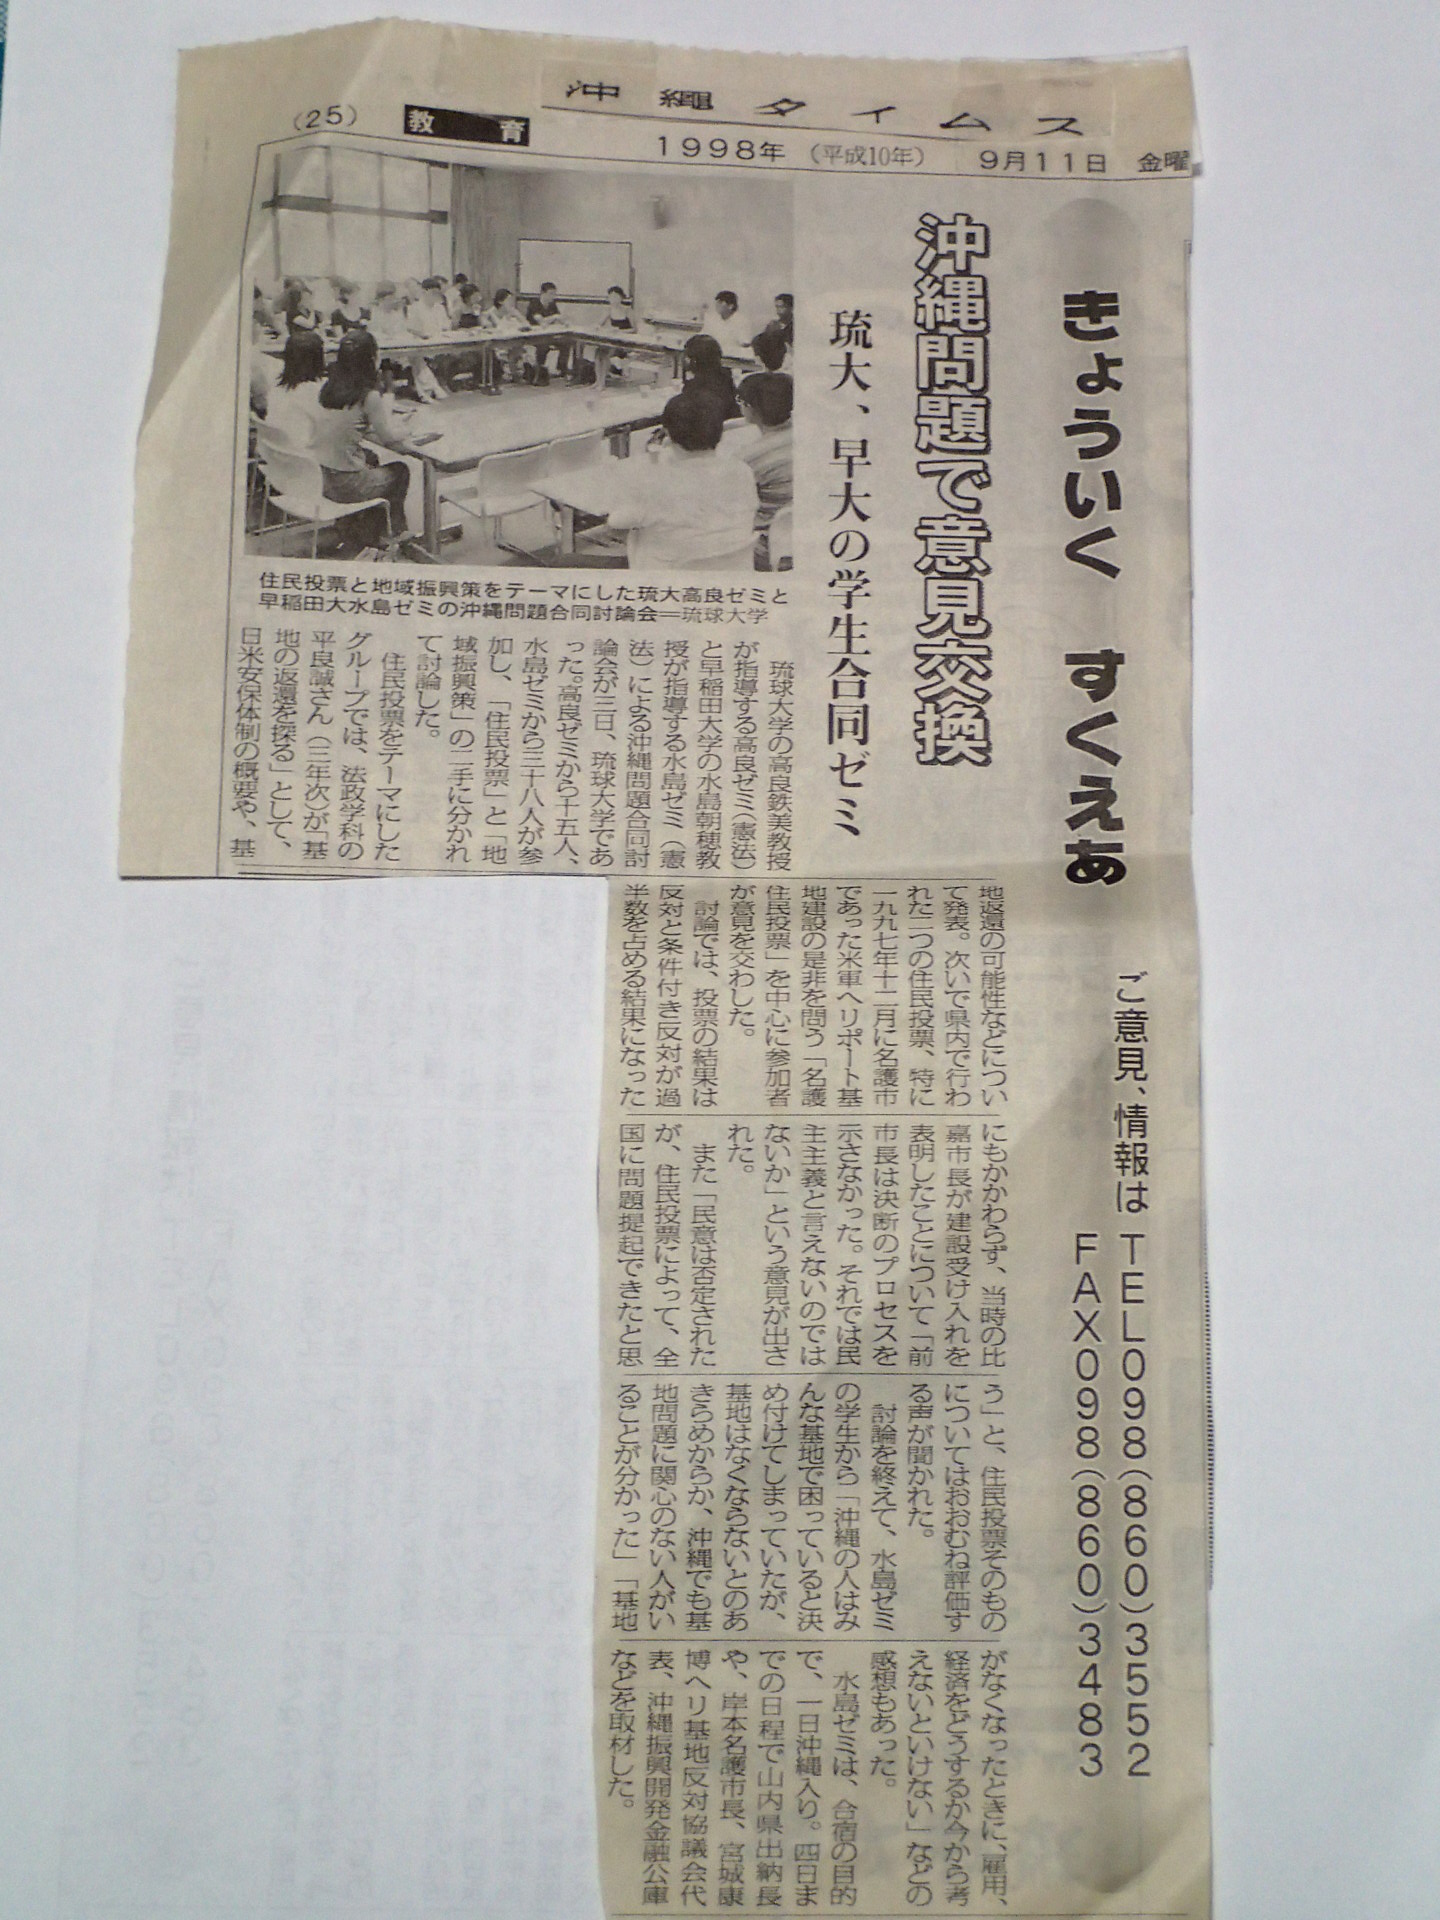 (25)
教育
沖縄タイムス
1998年 (平成10年) 9月11日 金曜
きょういく すくえあ
ご意見、情報は TEL098(860)3552
FAX098(860)3483
沖縄問題で意見交換
琉大、早大の学生合同ゼミ
住民投票と地域振興策をテーマにした琉大高良ゼミと
早稲田大水島ゼミの沖縄問題合同討論会＝琉球大学
琉球大学の高良鉄美教授
が指導する高良ゼミ(憲法)
と早稲田大学の水島朝穂教
授が指導する水島ゼミ(憲
法)による沖縄問題合同討
論会が三日、琉球大学であ
った。高良ゼミから十五人、
水島ゼミから三十八人が参
加し、「住民投票」と「地
域振興策」の二手に分かれ
て討論した。
住民投票をテーマにした
グループでは、法政学科の
平良誠さん(三年次)が「基
地の返還を探る」として、
日米安保体制の概要や、基
地返還の可能性などについ
て発表。次いで県内で行わ
れた二つの住民投票、特に
一九九七年十二月に名護市
であった米軍ヘリポート基
地建設の是非を問う「名護
住民投票」を中心に参加者
が意見を交わした。
討論では、投票の結果は
反対と条件付き反対が過
半数を占める結果になった
にもかかわらず、当時の比
嘉市長が建設受け入れを
表明したことについて「前
市長は決断のプロセスを
示さなかった。それでは民
主主義と言えないのでは
ないか」という意見が出さ
れた。
また「民意は否定された
が、住民投票によって、全
国に問題提起できたと思
う」と、住民投票そのもの
についてはおおむね評価す
る声が聞かれた。
討論を終えて、水島ゼミ
の学生から「沖縄の人はみ
んな基地で困っていると決
め付けてしまっていたが、
基地はなくならないとのあ
きらめからか、沖縄でも基
地問題に関心のない人がい
ることが分かった」「基地
がなくなったときに、雇用、
経済をどうするか今から考
えないといけない」などの
感想もあった。
水島ゼミは、合宿の目的
で、一日沖縄入り。四日ま
での日程で山内県出納長
や、岸本名護市長、宮城康
博ヘリ基地反対協議会代
表、沖縄振興開発金融公庫
などを取材した。